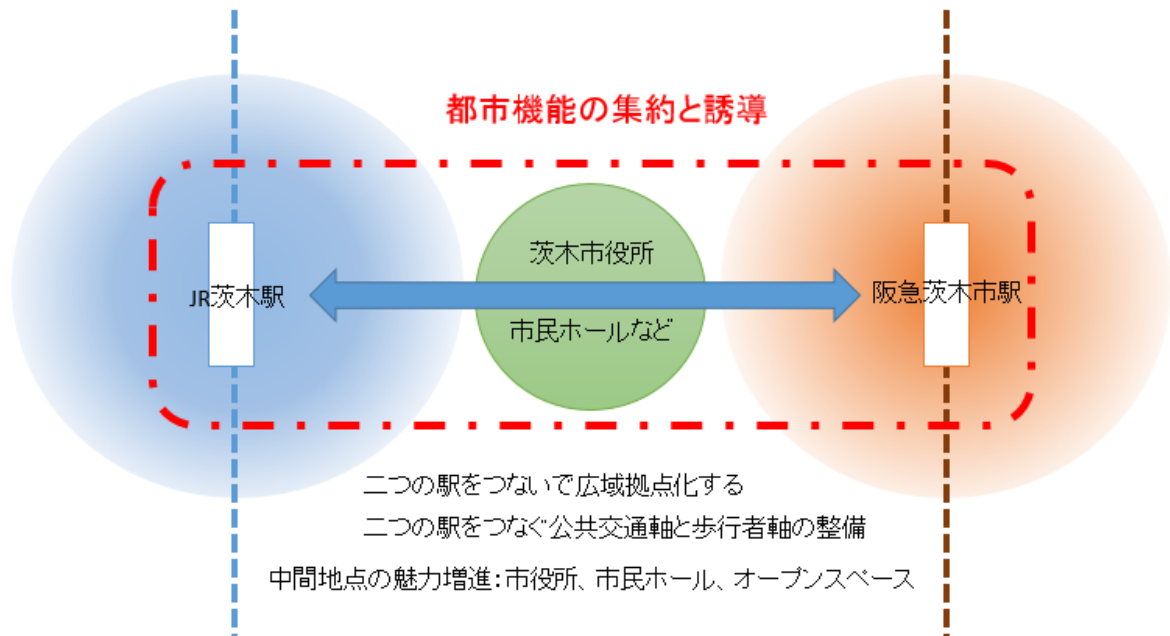 都市機能の集約と誘導
茨木市役所
JR茨木駅
阪急茨木市駅
市民ホールなど
二つの駅をつないで広域拠点化する
二つの駅をつなぐ公共交通軸と歩行者軸の整備
中間地点の魅力増進：市役所、市民ホール、オープンスペース